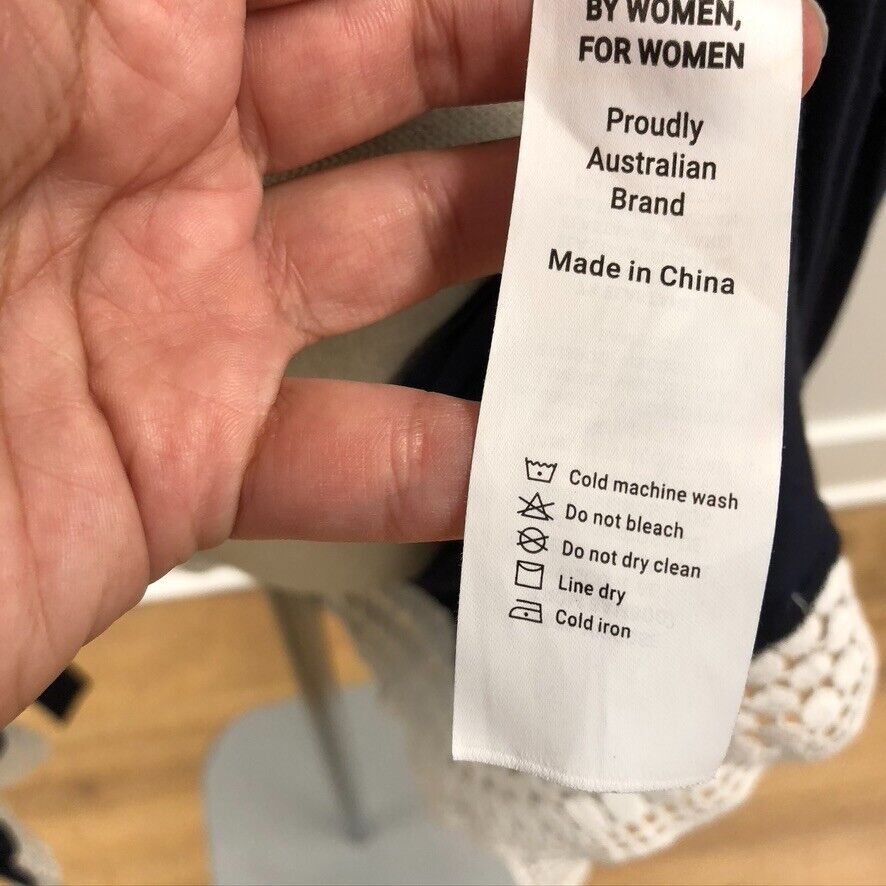 BY WOMEN,
FOR WOMEN
Proudly
Australian
Brand
Made in China
Cold machine wash
Do not bleach
Do not dry clean
Line dry
Cold iron